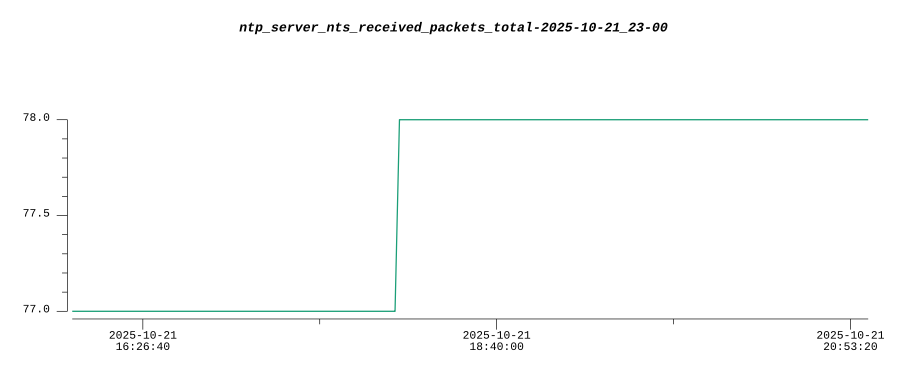 ntp_server_nts_received_packets_total-2025-10-21_23-00
78.0
77.5
77.0
2025-10-21 2025-10-21 2025-10-21
16:26:40 18:40:00 20:53:20